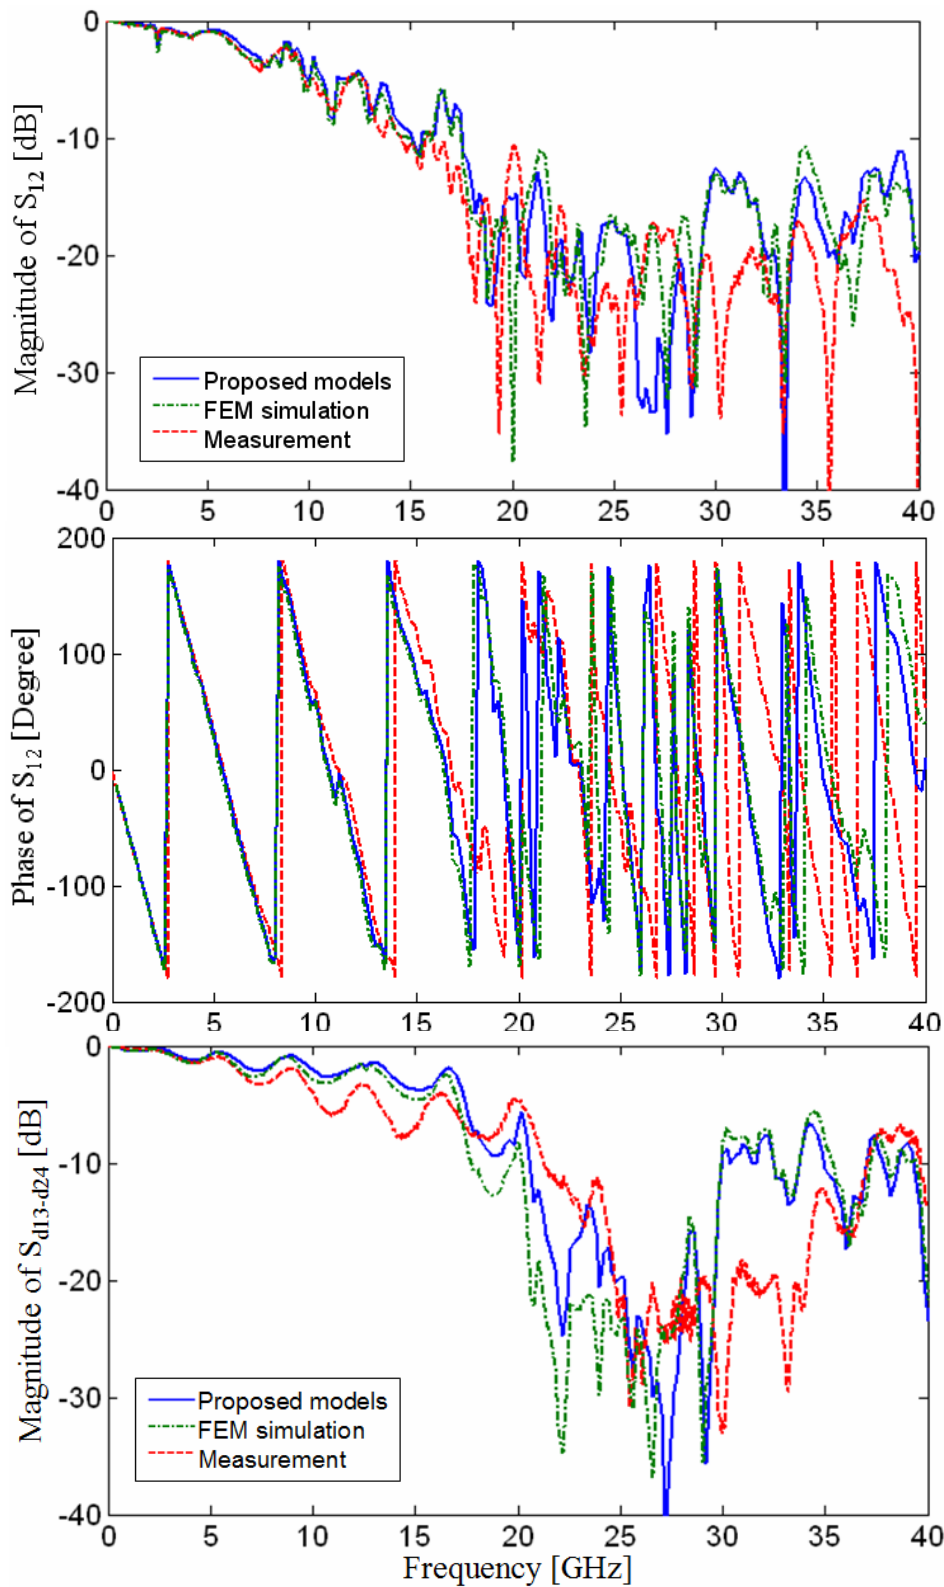 Magnitude of S12 [dB]
0
-10
-20
-30
-40
Proposed models
FEM simulation
Measurement
0 5 10 15 20 25 30 35 40
Phase of S12 [Degree]
200
100
0
-100
-200
0 5 10 15 20 25 30 35 40
Magnitude of Sd13-d24 [dB]
0
-10
-20
-30
-40
Proposed models
FEM simulation
Measurement
0 5 10 15 20 25 30 35 40
Frequency [GHz]